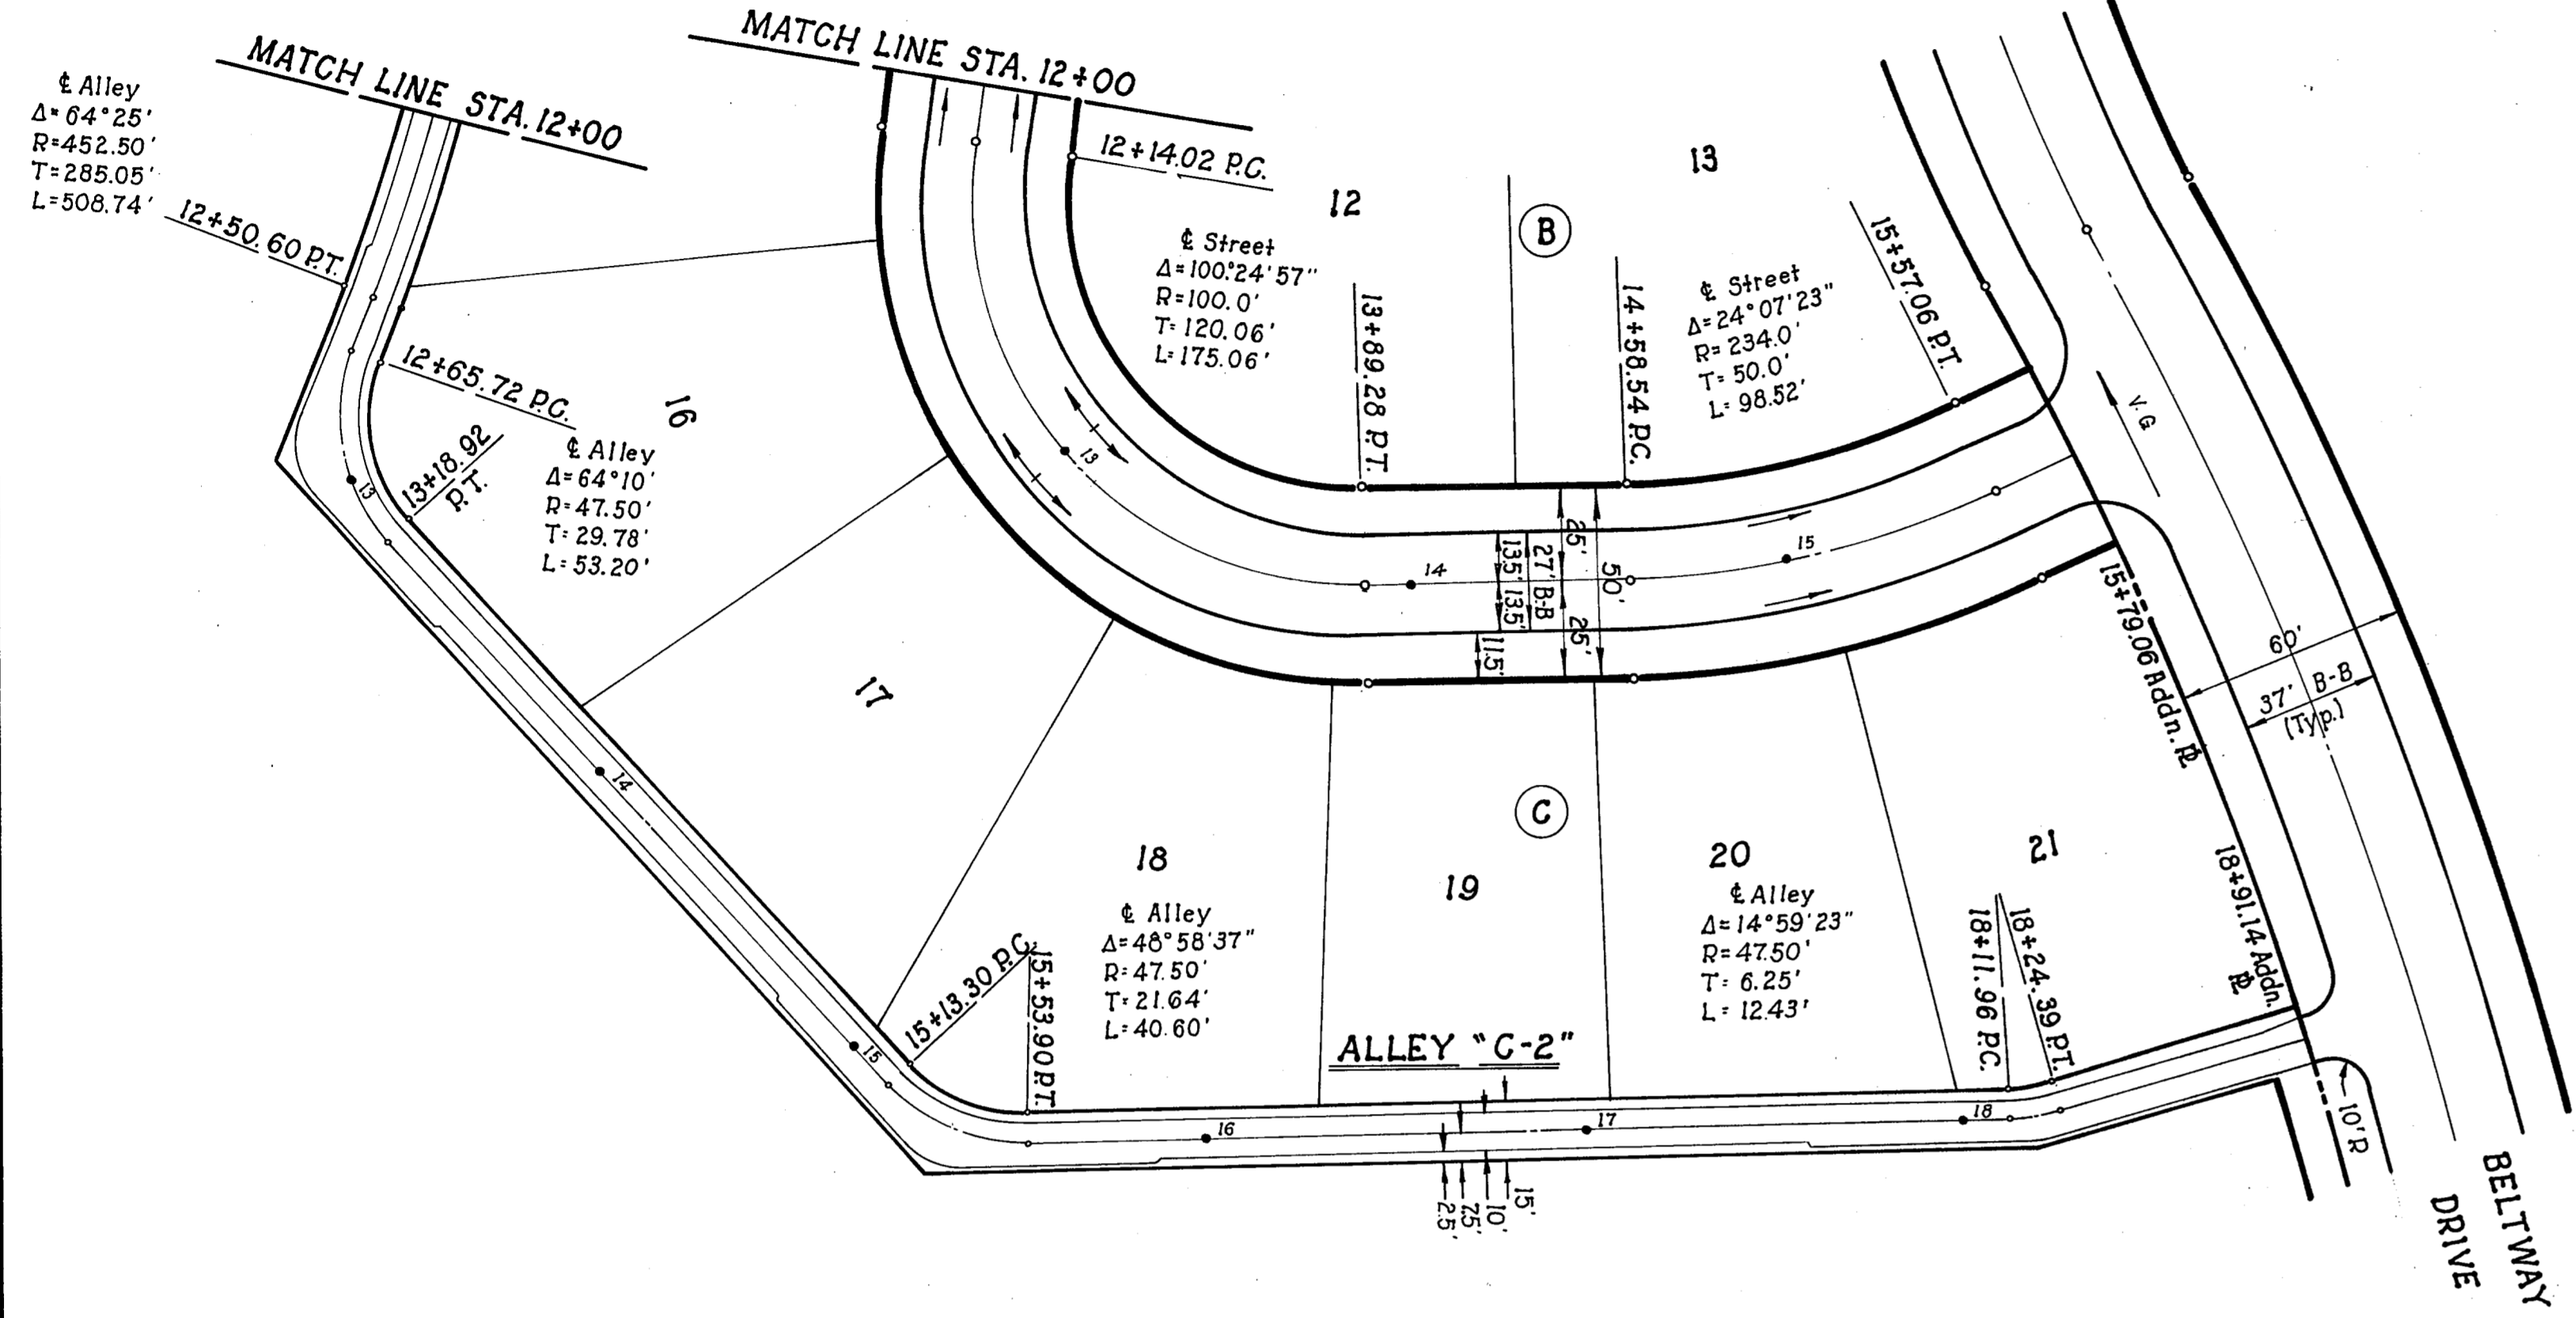 MATCH LINE STA. 12+00
MATCH LINE STA. 12+00
℄ Alley
Δ=64°25'
R=452.50'
T=285.05'
L=508.74'
12+50.60 P.T.
12+65.72 P.C.
13+18.92
P.T.
℄ Alley
Δ=64°10'
R=47.50'
T=29.78'
L=53.20'
16
12+14.02 P.C.
12
13
B
℄ Street
Δ=100°24'57"
R=100.0'
T=120.06'
L=175.06'
13+89.28 P.T.
14+58.54 P.C.
℄ Street
Δ=24°07'23"
R=234.0'
T=50.0'
L=98.52'
15+57.06 P.T.
V.G
13
13
14
15
25'
50'
27' B-B
13.5'
13.5'
25'
11.5'
15+79.06 Addn. ℄
60'
37' B-B
(Typ.)
17
14
18
19
C
20
21
℄ Alley
Δ=48°58'37"
R=47.50'
T=21.64'
L=40.60'
℄ Alley
Δ=14°59'23"
R=47.50'
T=6.25'
L=12.43'
18+11.96 P.C.
18+24.39 P.T.
18+91.14 Addn.
15+13.30 P.C.
15+53.90 P.T.
ALLEY "C-2"
15
16
17
18
10'R
2.5'
7.5'
10'
15'
BELTWAY
DRIVE